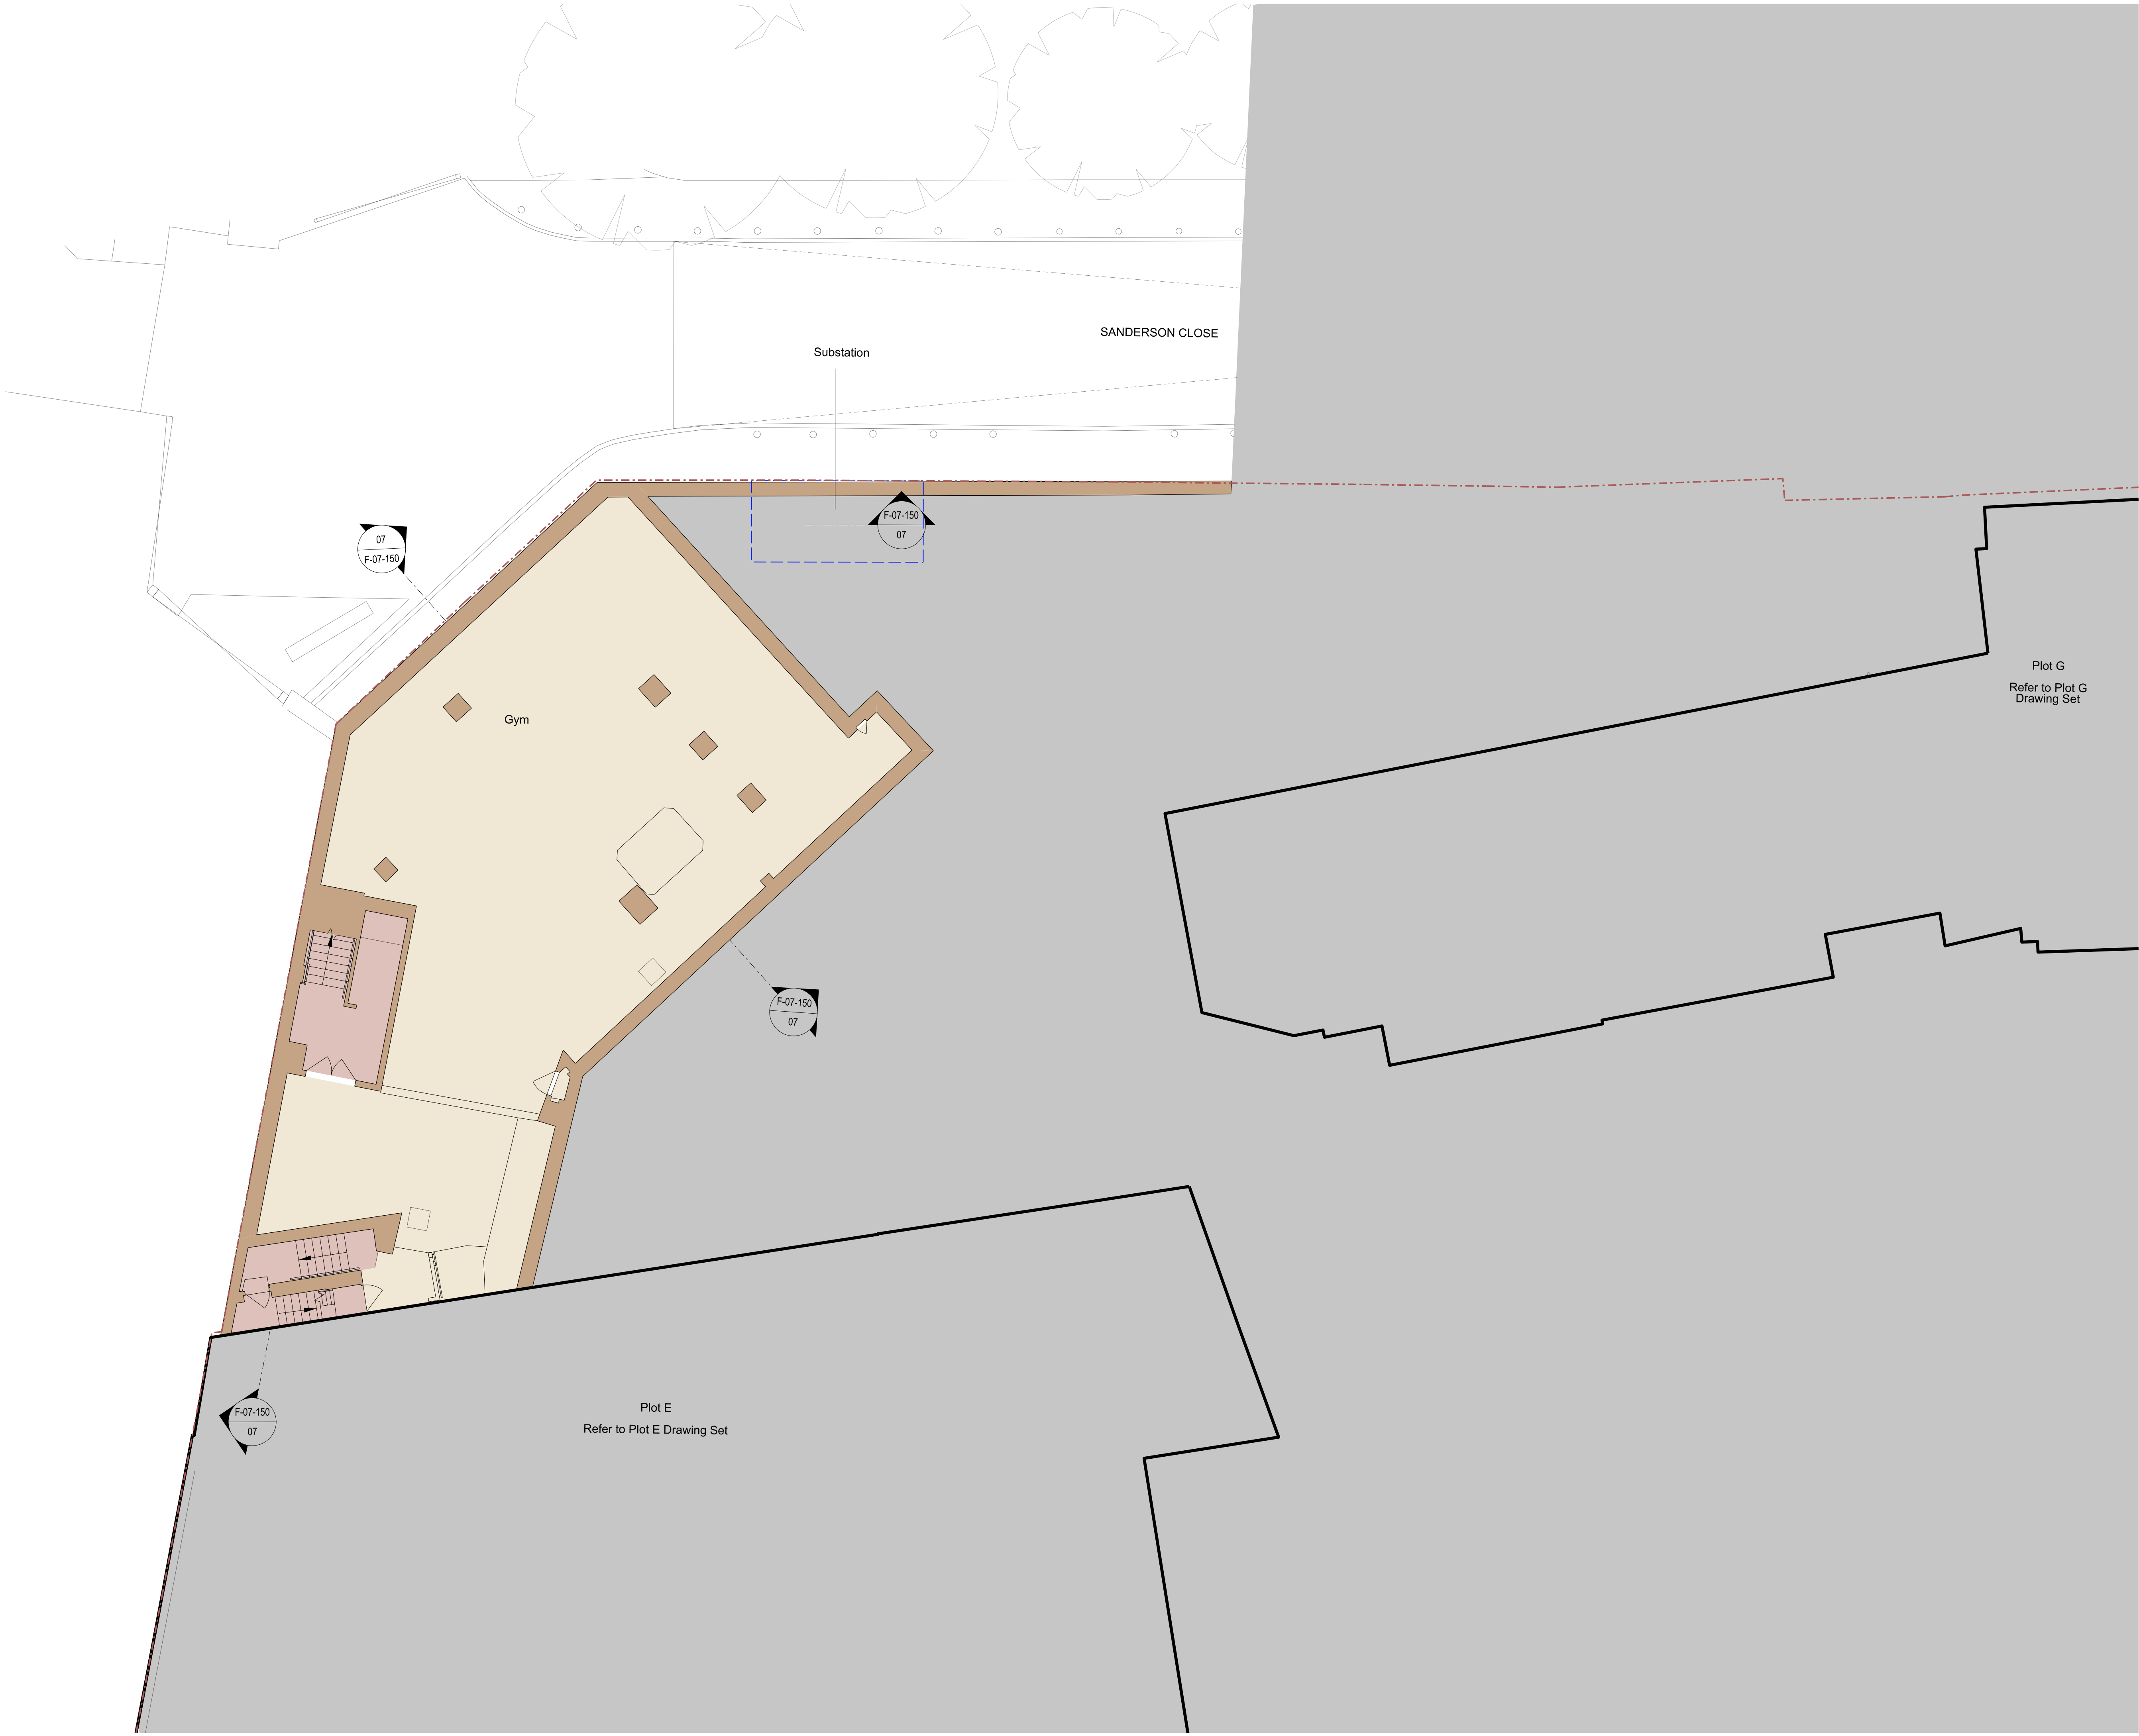 SANDERSON CLOSE
Substation
F-07-150
07
07
F-07-150
Plot G
Refer to Plot G
Drawing Set
Gym
F-07-150
07
Plot E
Refer to Plot E Drawing Set
F-07-150
07